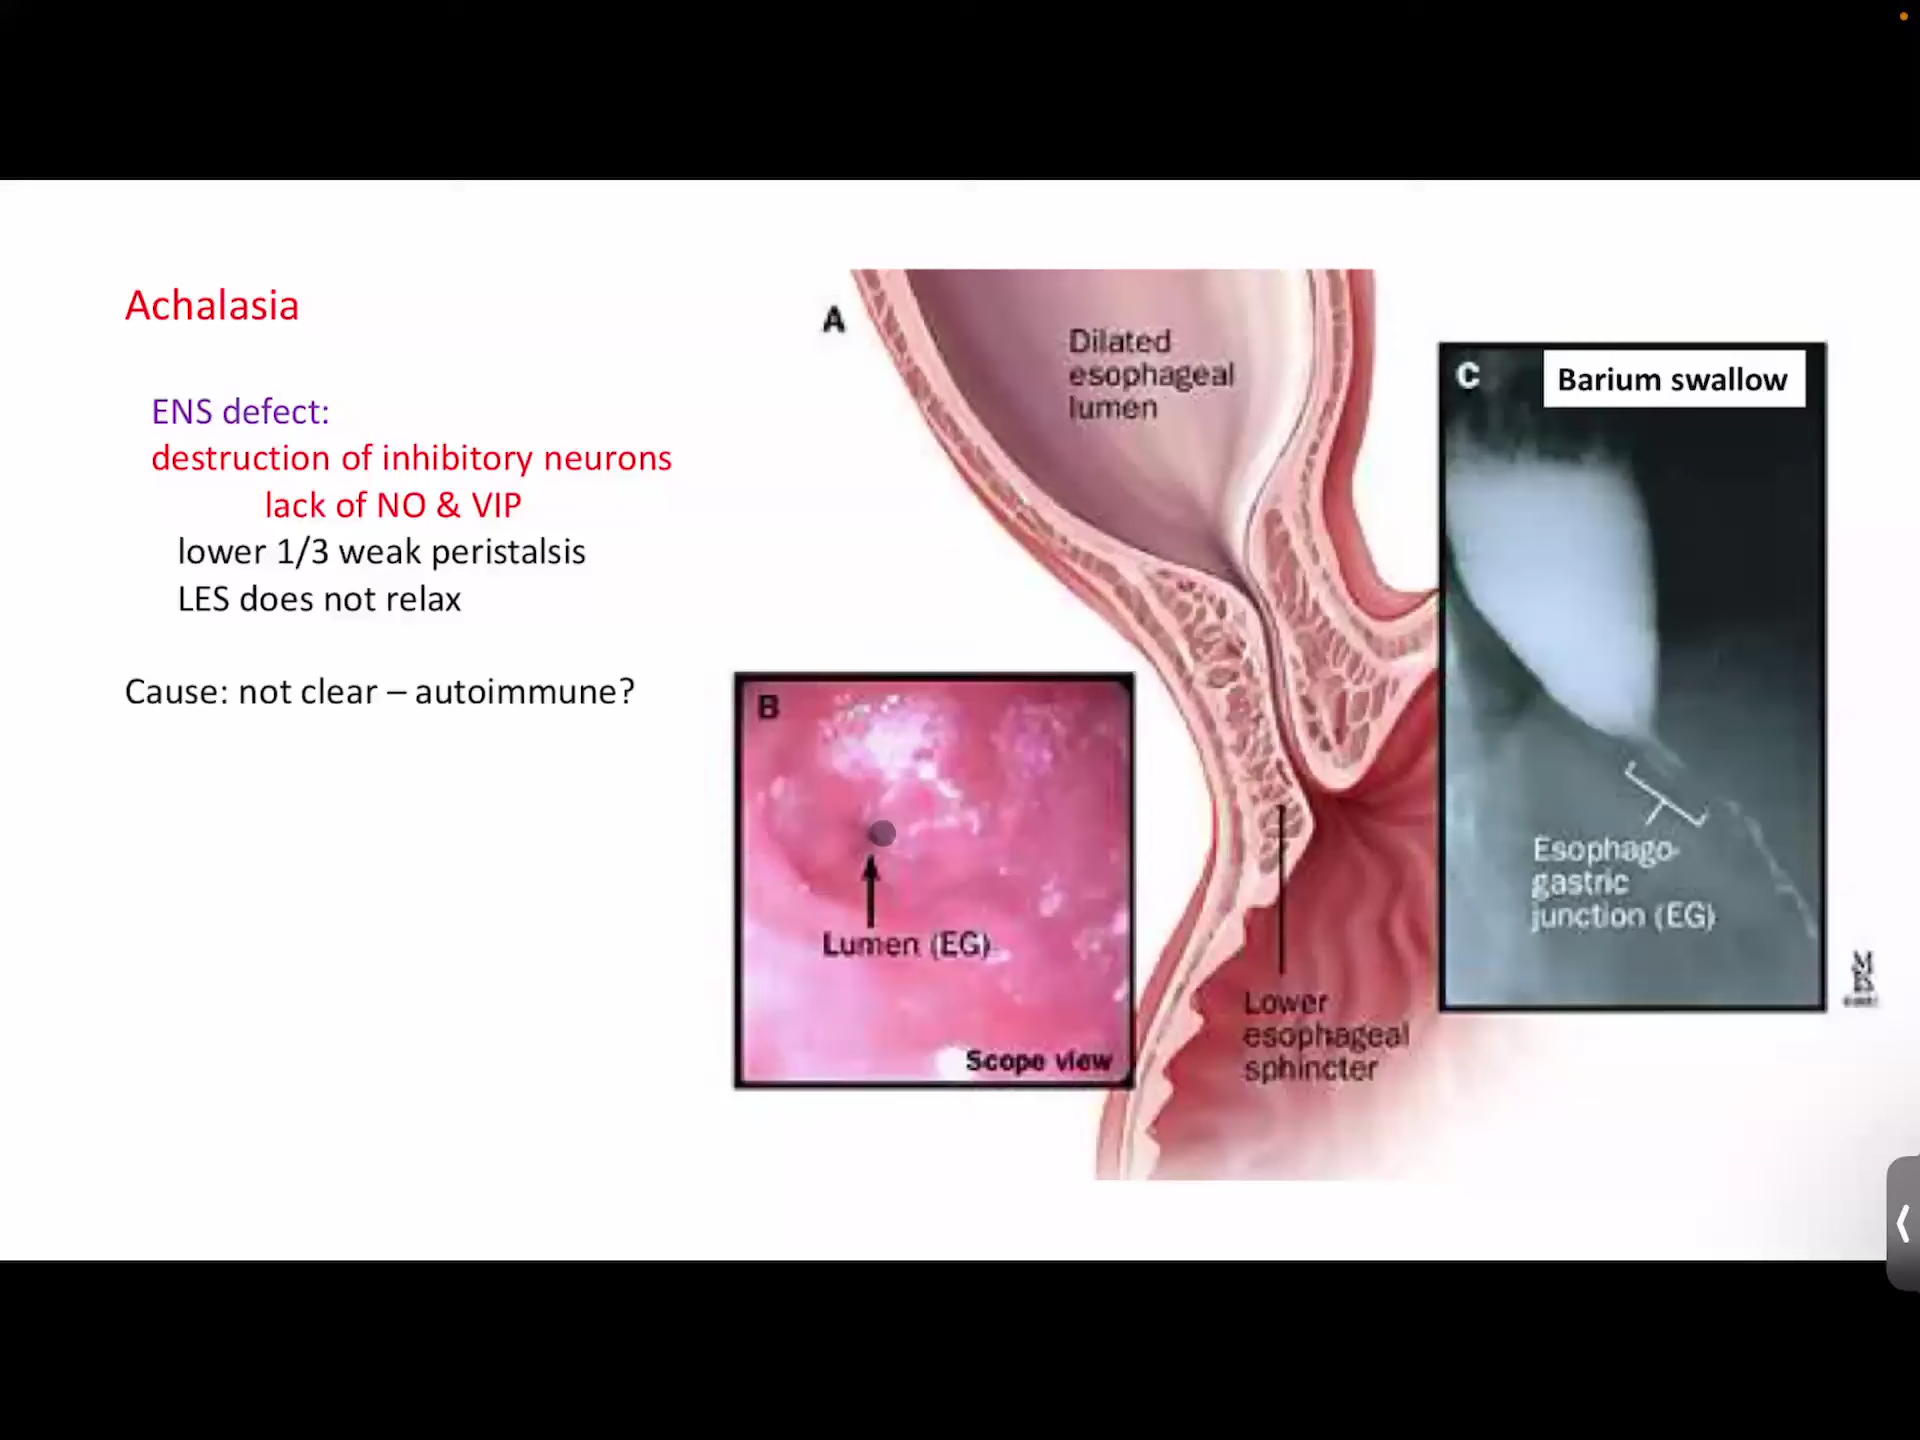 Achalasia
ENS defect:
destruction of inhibitory neurons
lack of NO & VIP
lower 1/3 weak peristalsis
LES does not relax
Cause: not clear – autoimmune?
A
Dilated
esophageal
lumen
B
Lumen (EG)
Scope view
Lower
esophageal
sphincter
C
Barium swallow
Esophago-
gastric
junction (EG)